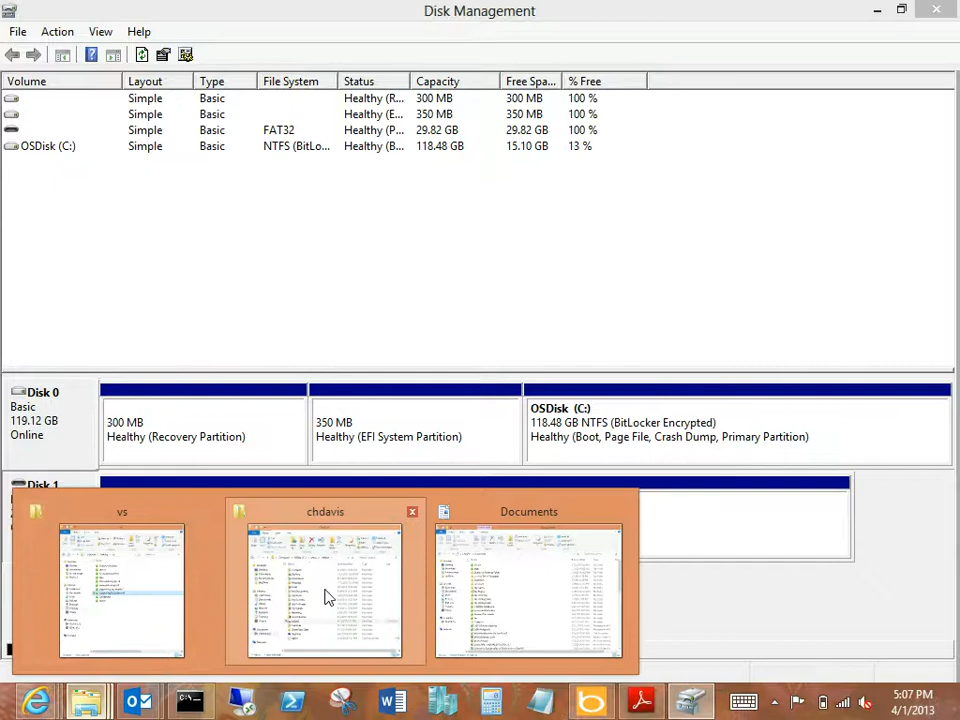 Disk Management
File Action View Help
Volume Layout Type File System Status Capacity Free Spa... % Free
Simple Basic Healthy (R... 300 MB 300 MB 100 %
Simple Basic Healthy (E... 350 MB 350 MB 100 %
Simple Basic FAT32 Healthy (P... 29.82 GB 29.82 GB 100 %
OSDisk (C:) Simple Basic NTFS (BitLo... Healthy (B... 118.48 GB 15.10 GB 13 %
Disk 0
Basic
119.12 GB
Online
300 MB
Healthy (Recovery Partition)
350 MB
Healthy (EFI System Partition)
OSDisk (C:)
118.48 GB NTFS (BitLocker Encrypted)
Healthy (Boot, Page File, Crash Dump, Primary Partition)
Disk 1
vs chdavis Documents
5:07 PM
4/1/2013